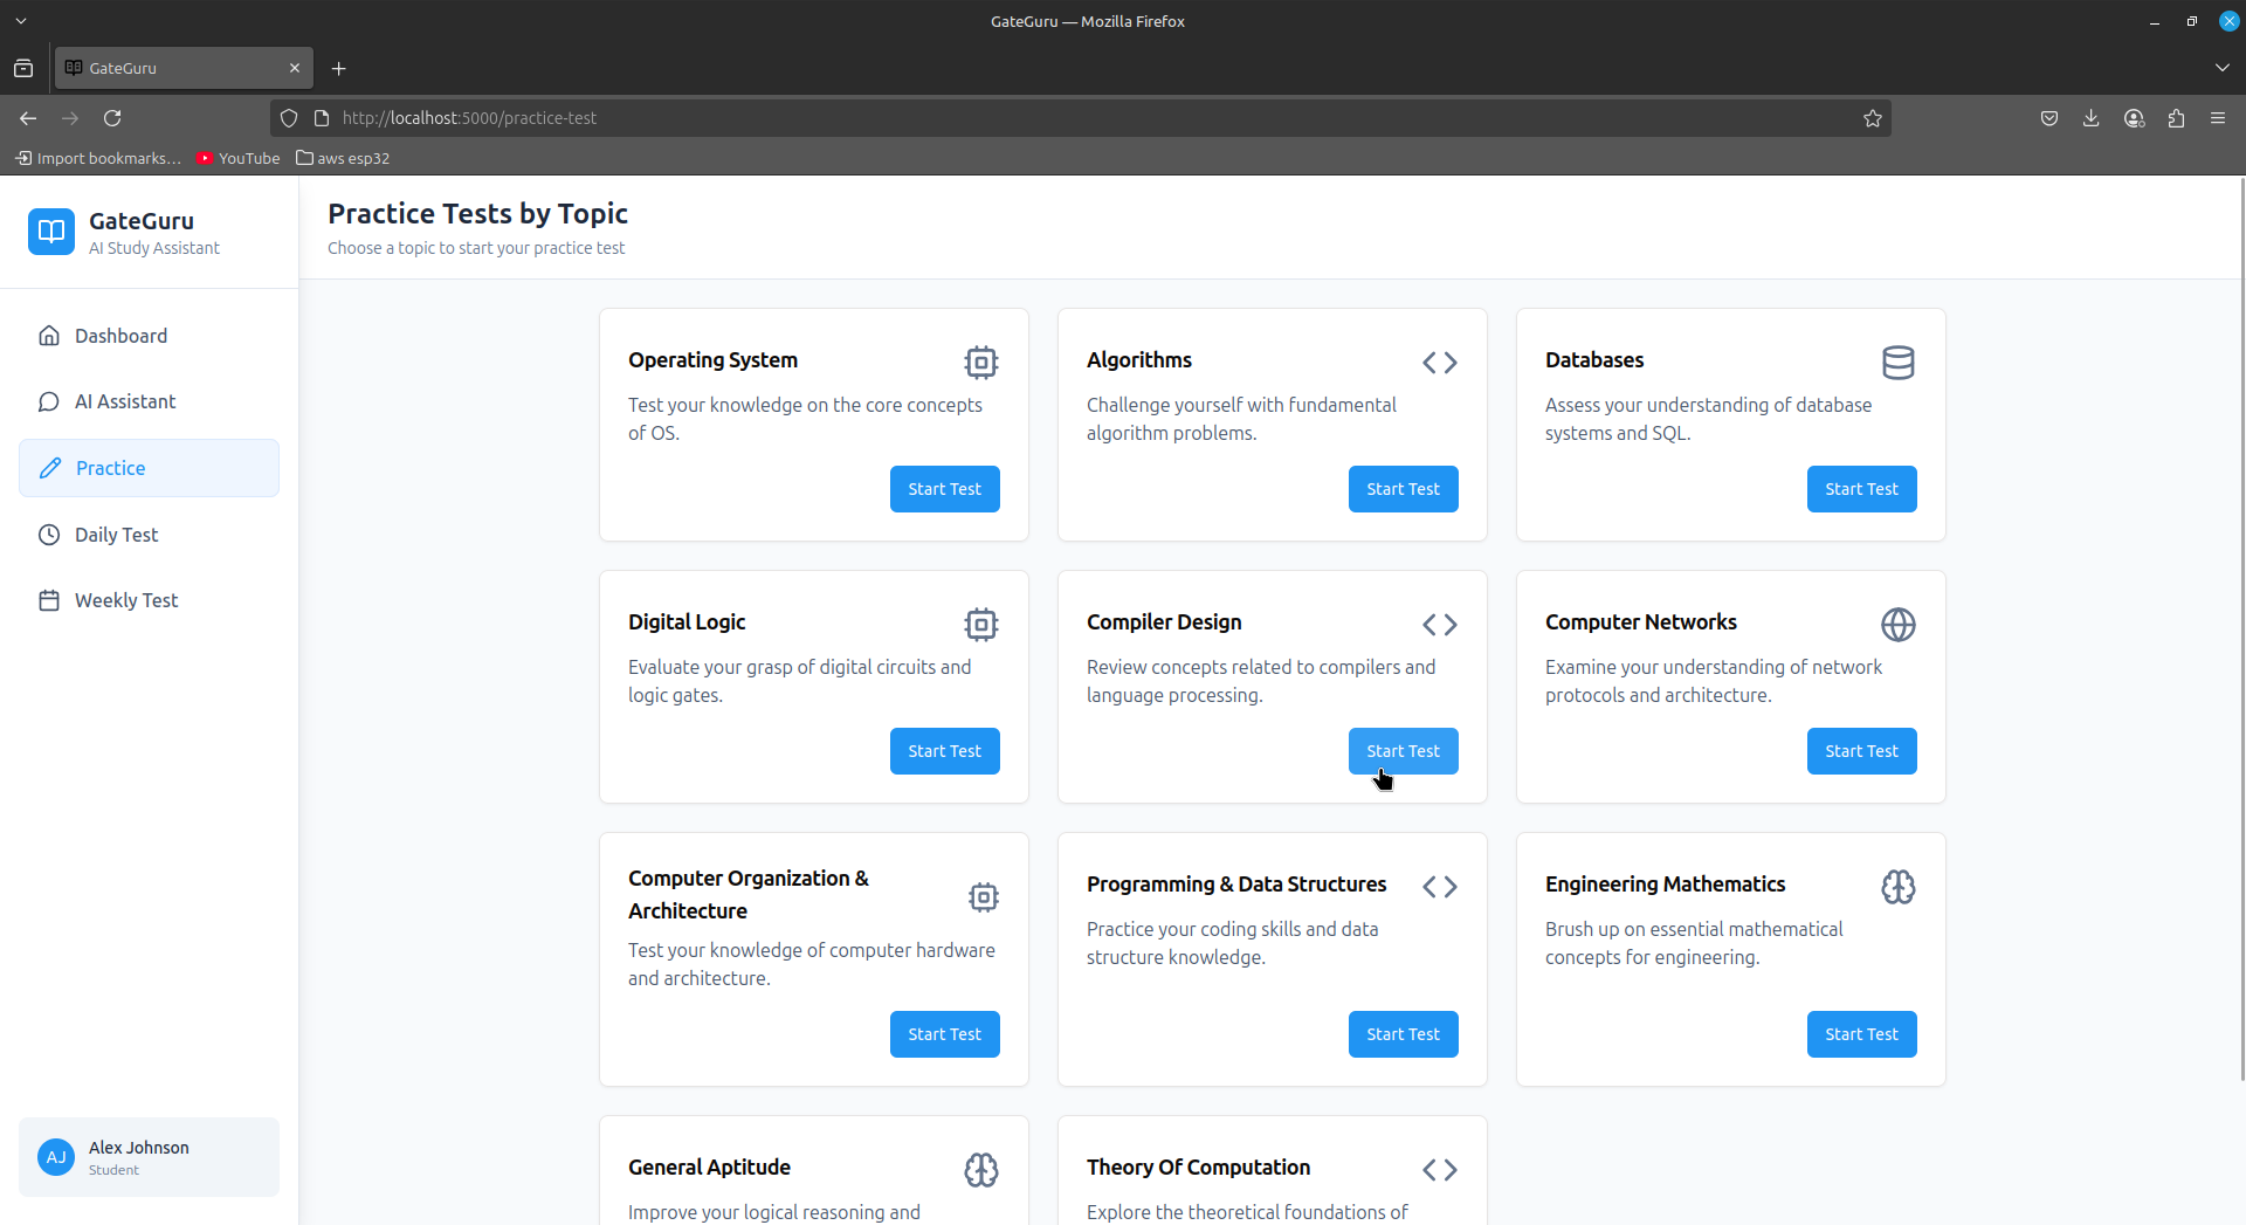 GateGuru — Mozilla Firefox
GateGuru
http://localhost:5000/practice-test
Import bookmarks...
YouTube
aws esp32
GateGuru
AI Study Assistant
Dashboard
AI Assistant
Practice
Daily Test
Weekly Test
AJ
Alex Johnson
Student
Practice Tests by Topic
Choose a topic to start your practice test
Operating System
Test your knowledge on the core concepts
of OS.
Start Test
Algorithms
Challenge yourself with fundamental
algorithm problems.
Start Test
Databases
Assess your understanding of database
systems and SQL.
Start Test
Digital Logic
Evaluate your grasp of digital circuits and
logic gates.
Start Test
Compiler Design
Review concepts related to compilers and
language processing.
Start Test
Computer Networks
Examine your understanding of network
protocols and architecture.
Start Test
Computer Organization &
Architecture
Test your knowledge of computer hardware
and architecture.
Start Test
Programming & Data Structures
Practice your coding skills and data
structure knowledge.
Start Test
Engineering Mathematics
Brush up on essential mathematical
concepts for engineering.
Start Test
General Aptitude
Improve your logical reasoning and
Theory Of Computation
Explore the theoretical foundations of